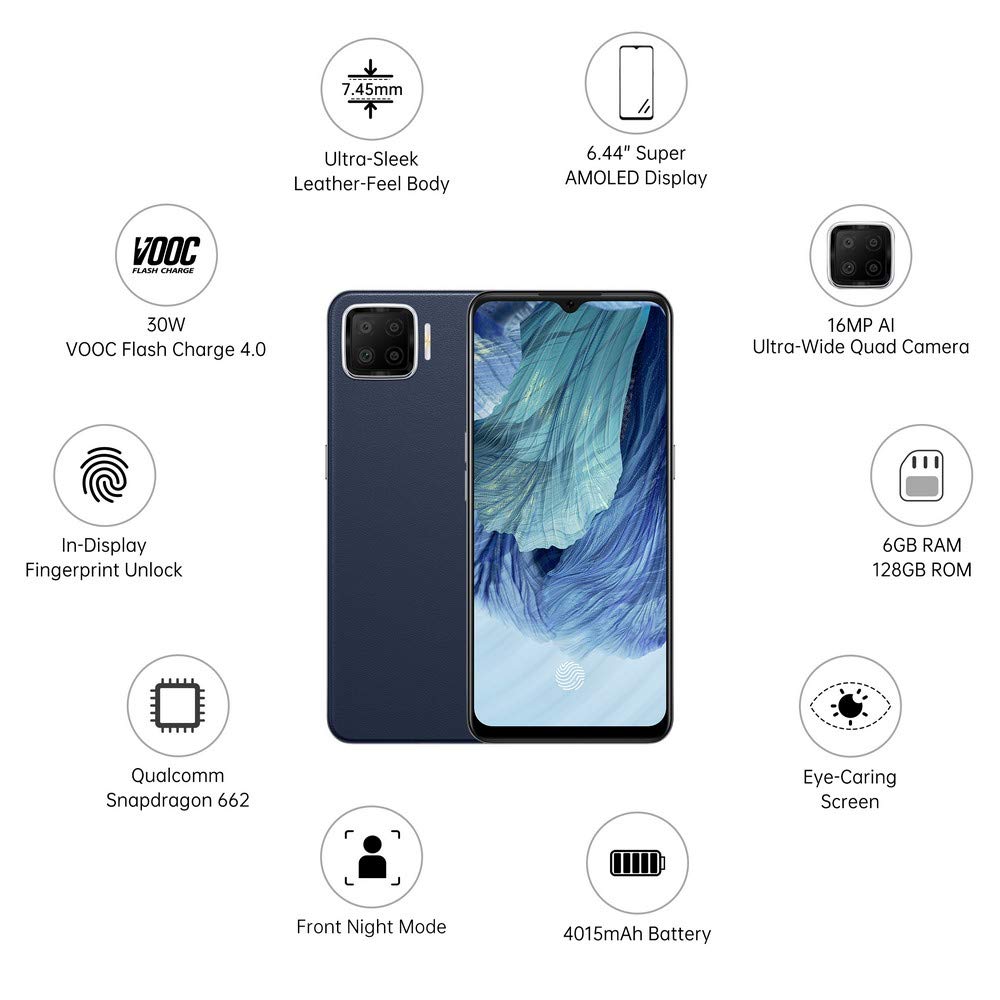 7.45mm
Ultra-Sleek
Leather-Feel Body
6.44" Super
AMOLED Display
VOOC
FLASH CHARGE
30W
VOOC Flash Charge 4.0
16MP AI
Ultra-Wide Quad Camera
In-Display
Fingerprint Unlock
6GB RAM
128GB ROM
Qualcomm
Snapdragon 662
Eye-Caring
Screen
Front Night Mode
4015mAh Battery